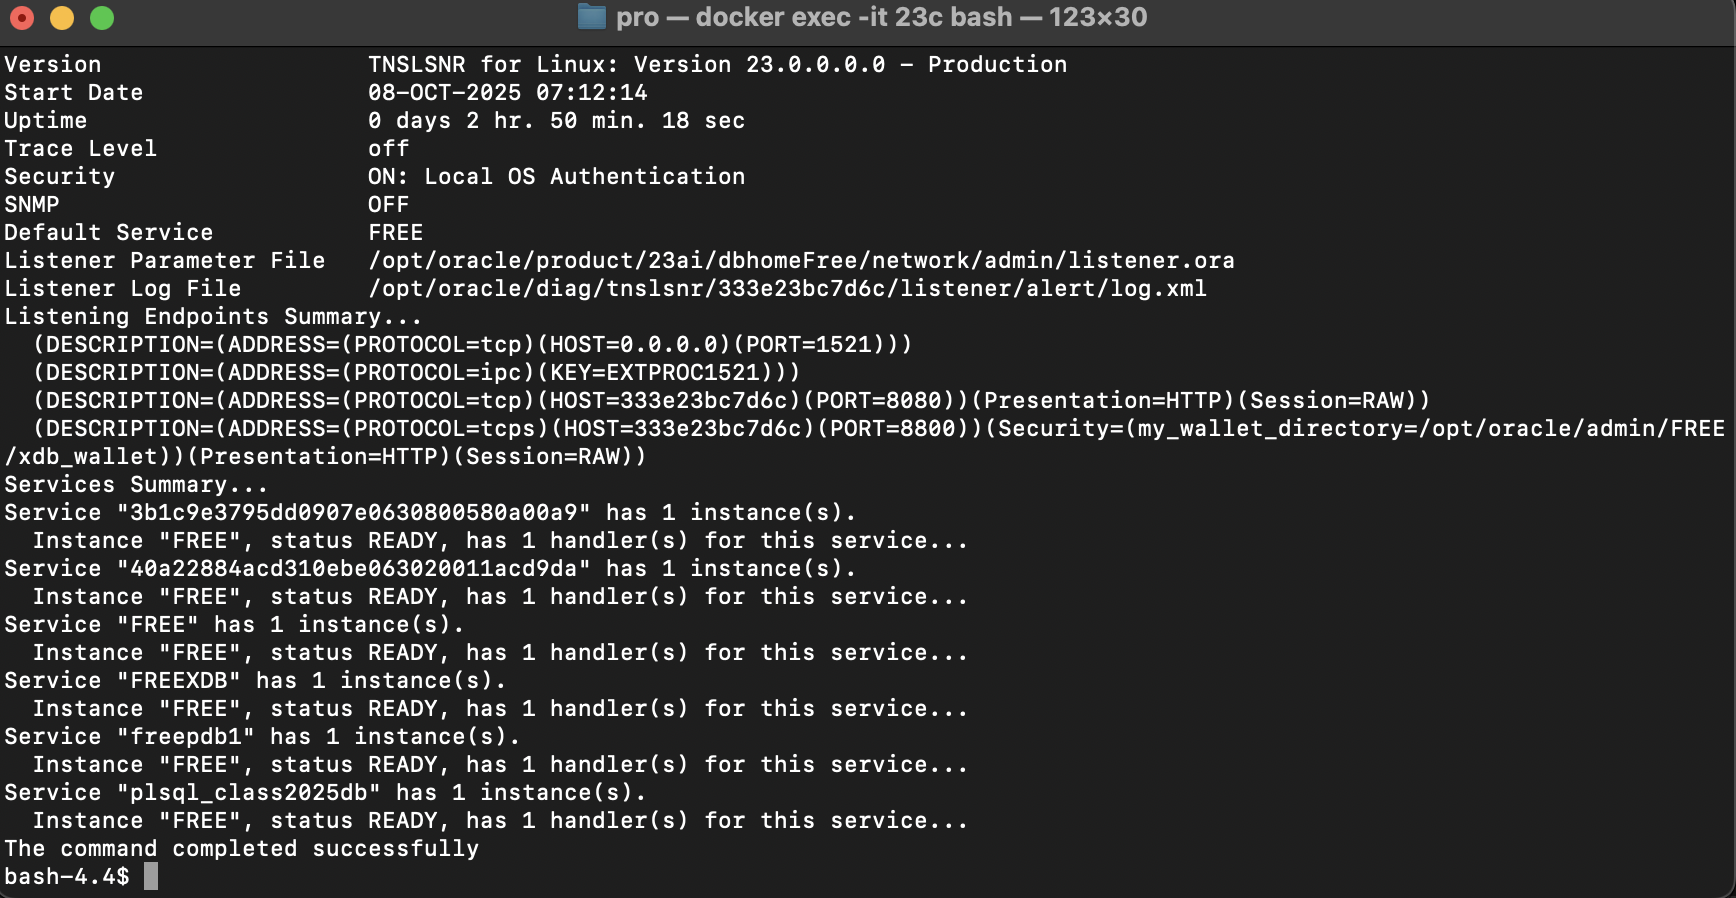 pro — docker exec -it 23c bash — 123×30
Version                   TNSLSNR for Linux: Version 23.0.0.0.0 - Production
Start Date                08-OCT-2025 07:12:14
Uptime                    0 days 2 hr. 50 min. 18 sec
Trace Level               off
Security                  ON: Local OS Authentication
SNMP                      OFF
Default Service           FREE
Listener Parameter File   /opt/oracle/product/23ai/dbhomeFree/network/admin/listener.ora
Listener Log File         /opt/oracle/diag/tnslsnr/333e23bc7d6c/listener/alert/log.xml
Listening Endpoints Summary...
  (DESCRIPTION=(ADDRESS=(PROTOCOL=tcp)(HOST=0.0.0.0)(PORT=1521)))
  (DESCRIPTION=(ADDRESS=(PROTOCOL=ipc)(KEY=EXTPROC1521)))
  (DESCRIPTION=(ADDRESS=(PROTOCOL=tcp)(HOST=333e23bc7d6c)(PORT=8080))(Presentation=HTTP)(Session=RAW))
  (DESCRIPTION=(ADDRESS=(PROTOCOL=tcps)(HOST=333e23bc7d6c)(PORT=8800))(Security=(my_wallet_directory=/opt/oracle/admin/FREE
/xdb_wallet))(Presentation=HTTP)(Session=RAW))
Services Summary...
Service "3b1c9e3795dd0907e0630800580a00a9" has 1 instance(s).
  Instance "FREE", status READY, has 1 handler(s) for this service...
Service "40a22884acd310ebe063020011acd9da" has 1 instance(s).
  Instance "FREE", status READY, has 1 handler(s) for this service...
Service "FREE" has 1 instance(s).
  Instance "FREE", status READY, has 1 handler(s) for this service...
Service "FREEXDB" has 1 instance(s).
  Instance "FREE", status READY, has 1 handler(s) for this service...
Service "freepdb1" has 1 instance(s).
  Instance "FREE", status READY, has 1 handler(s) for this service...
Service "plsql_class2025db" has 1 instance(s).
  Instance "FREE", status READY, has 1 handler(s) for this service...
The command completed successfully
bash-4.4$